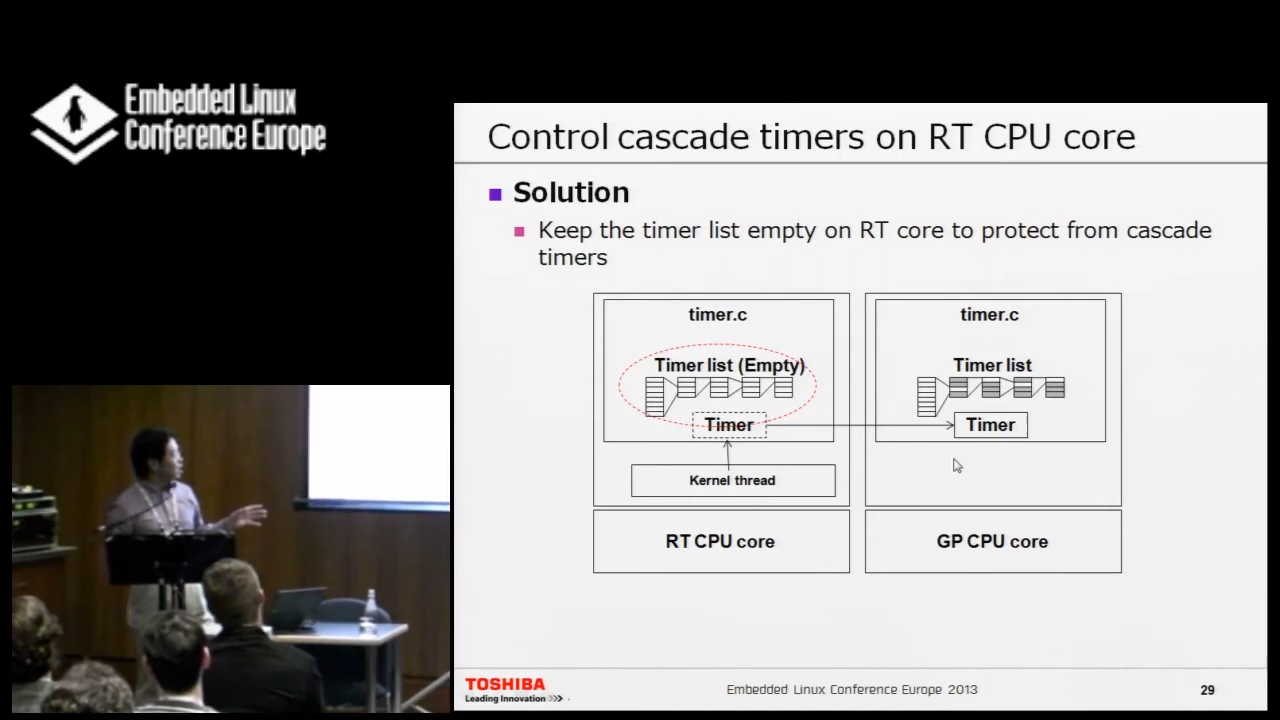 Embedded Linux
Conference Europe
Control cascade timers on RT CPU core
Solution
Keep the timer list empty on RT core to protect from cascade
timers
timer.c
Timer list (Empty)
Timer
Kernel thread
RT CPU core
timer.c
Timer list
Timer
GP CPU core
TOSHIBA
Leading Innovation >>>
Embedded Linux Conference Europe 2013
29